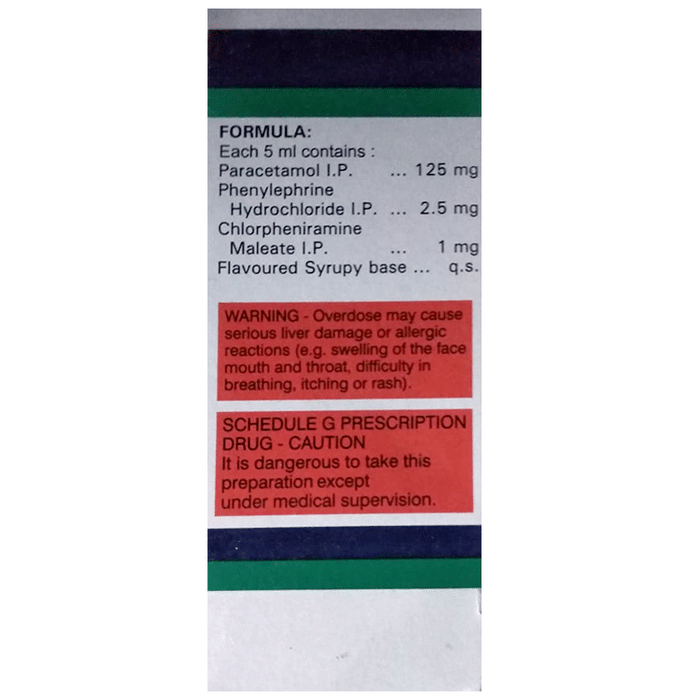 FORMULA:
Each 5 ml contains :
Paracetamol I.P. ... 125 mg
Phenylephrine
Hydrochloride I.P. ... 2.5 mg
Chlorpheniramine
Maleate I.P. ... 1 mg
Flavoured Syrupy base ... q.s.
WARNING - Overdose may cause
serious liver damage or allergic
reactions (e.g. swelling of the face
mouth and throat, difficulty in
breathing, itching or rash).
SCHEDULE G PRESCRIPTION
DRUG - CAUTION
It is dangerous to take this
preparation except
under medical supervision.